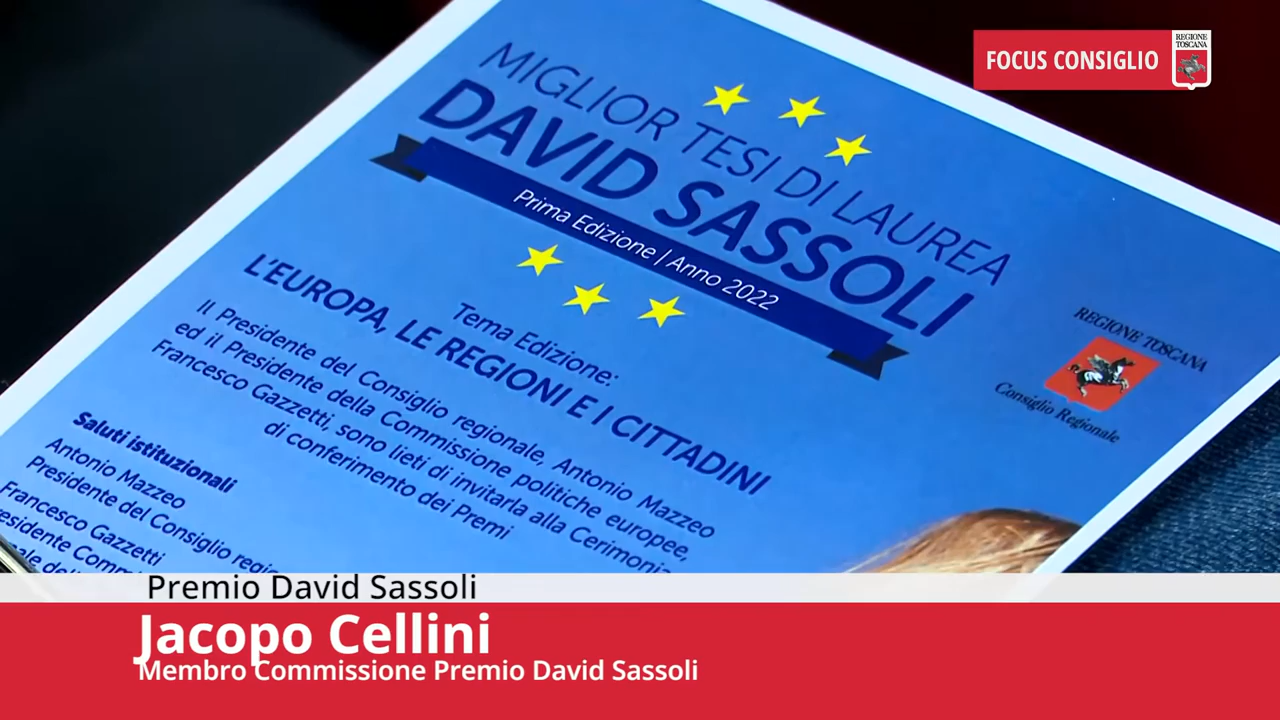 FOCUS CONSIGLIO
REGIONE
TOSCANA
MIGLIOR TESI DI LAUREA
DAVID SASSOLI
Prima Edizione / Anno 2022
Tema Edizione:
L'EUROPA, LE REGIONI E I CITTADINI
Il Presidente del Consiglio regionale, Antonio Mazzeo
ed il Presidente della Commissione politiche europee,
Francesco Gazzetti, sono lieti di invitarla alla Cerimonia
di conferimento dei Premi
REGIONE TOSCANA
Consiglio Regionale
Saluti istituzionali
Antonio Mazzeo
Presidente del Consiglio
Francesco Gazzetti
Premio David Sassoli
Jacopo Cellini
Membro Commissione Premio David Sassoli